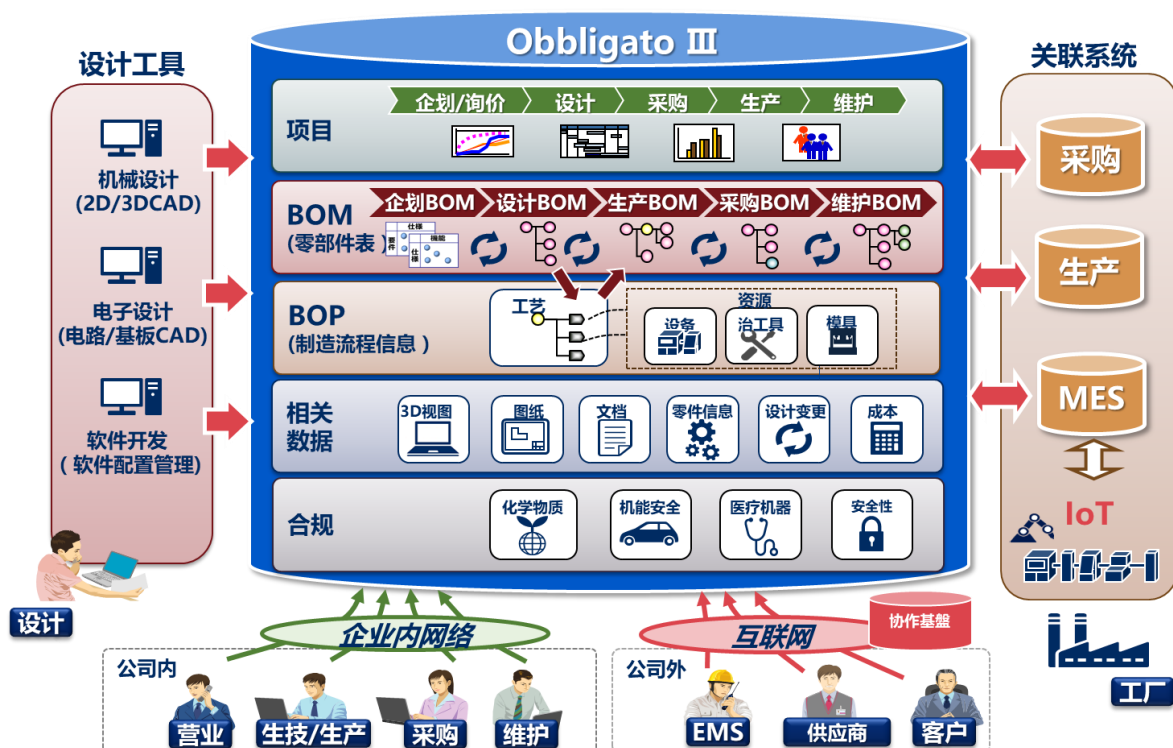 Obbligato Ⅲ
设计工具
机械设计
(2D/3DCAD)
电子设计
(电路/基板CAD)
软件开发
( 软件配置管理)
设计
项目
企划/询价
设计
采购
生产
维护
BOM
(零部件表 )
企划BOM
设计BOM
生产BOM
采购BOM
维护BOM
仕様
要件
機能
仕様
BOP
(制造流程信息 )
工艺
资源
设备
治工具
模具
相关
数据
3D视图
图纸
文档
零件信息
设计变更
成本
合规
化学物质
机能安全
医疗机器
安全性
关联系统
采购
生产
MES
IoT
工厂
企业内网络
互联网
协作基盤
公司内
营业
生技/生产
采购
维护
公司外
EMS
供应商
客户